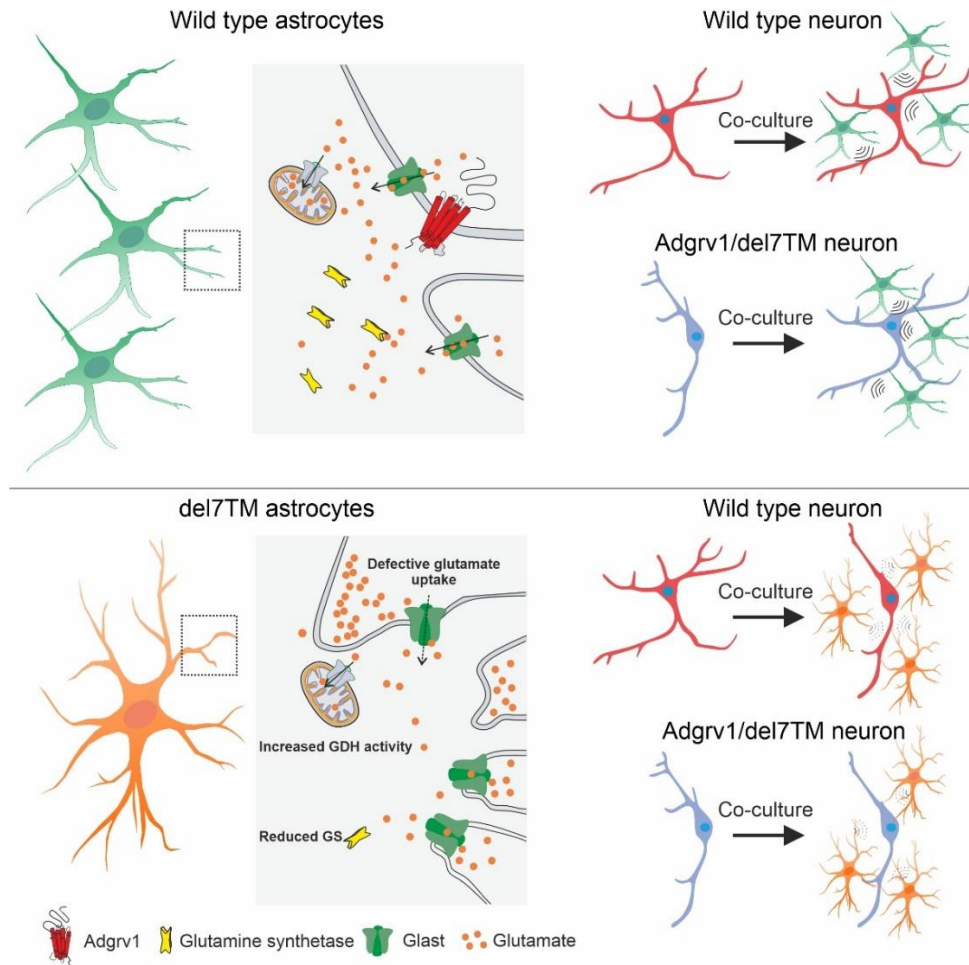 Wild type astrocytes
Wild type neuron
Co-culture
Adgrv1/del7TM neuron
Co-culture
del7TM astrocytes
Defective glutamate
uptake
Increased GDH activity
Reduced GS
Wild type neuron
Co-culture
Adgrv1/del7TM neuron
Co-culture
Adgrv1
Glutamine synthetase
Glast
Glutamate